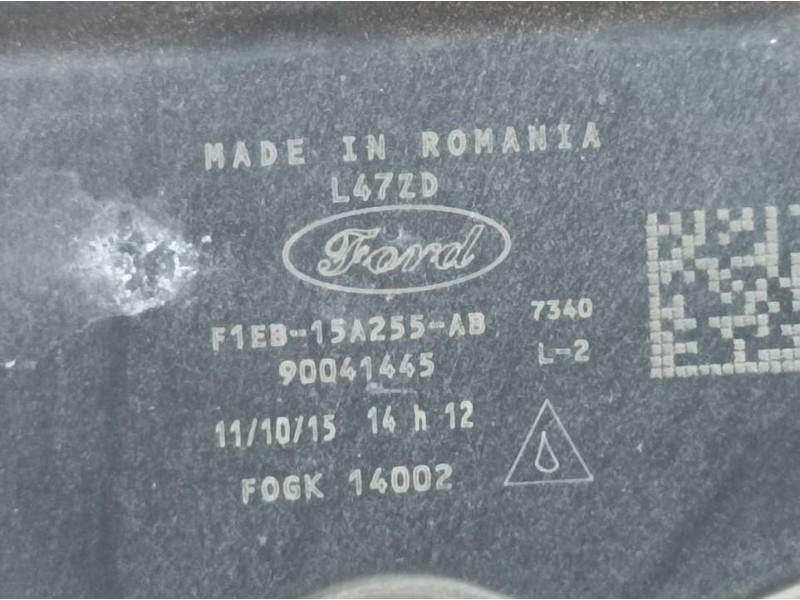 MADE IN ROMANIA
L47ZD
Ford
F1EB-15A255-AB 7340
90041445 L-2
11/10/15 14 h 12
FOGK 14002